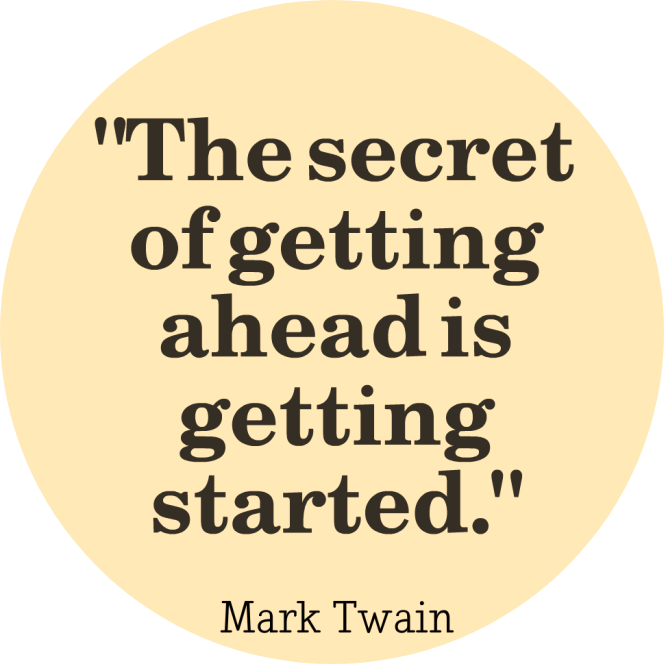 "The secret
of getting
ahead is
getting
started."
Mark Twain